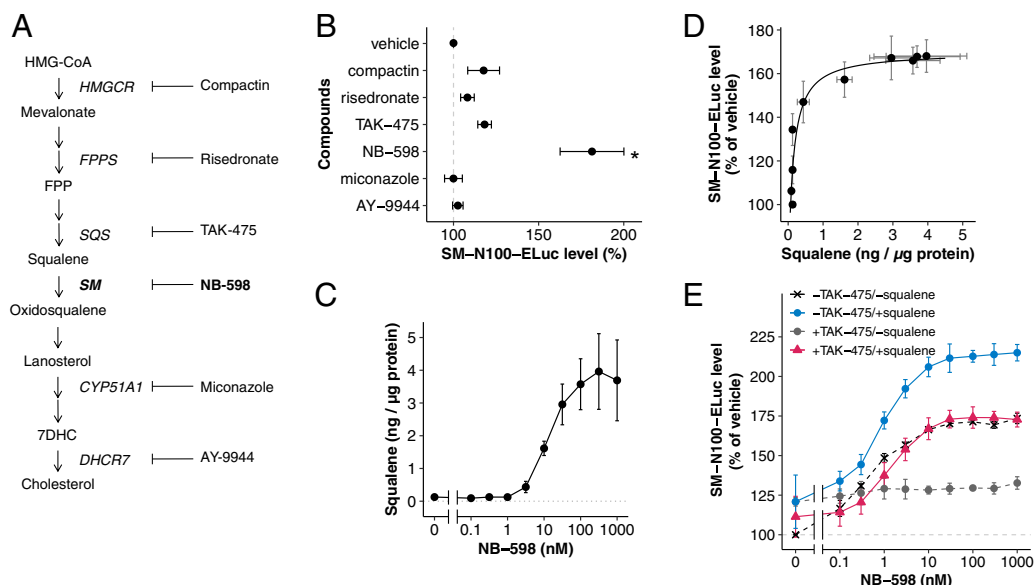 A
HMG-CoA
HMGCR
Compactin
Mevalonate
FPPS
Risedronate
FPP
SQS
TAK-475
Squalene
SM
NB-598
Oxidosqualene
Lanosterol
CYP51A1
Miconazole
7DHC
DHCR7
AY-9944
Cholesterol
B
Compounds
vehicle
compactin
risedronate
TAK–475
NB–598
*
miconazole
AY–9944
100 150 200
SM–N100–ELuc level (%)
C
Squalene (ng / µg protein)
5
4
3
2
1
0
0 0.1 1 10 100 1000
NB–598 (nM)
D
SM–N100–ELuc level
(% of vehicle)
180
160
140
120
100
0 1 2 3 4 5
Squalene (ng / µg protein)
E
–TAK–475/–squalene
–TAK–475/+squalene
+TAK–475/–squalene
+TAK–475/+squalene
SM–N100–ELuc level
(% of vehicle)
225
200
175
150
125
100
0 0.1 1 10 100 1000
NB–598 (nM)